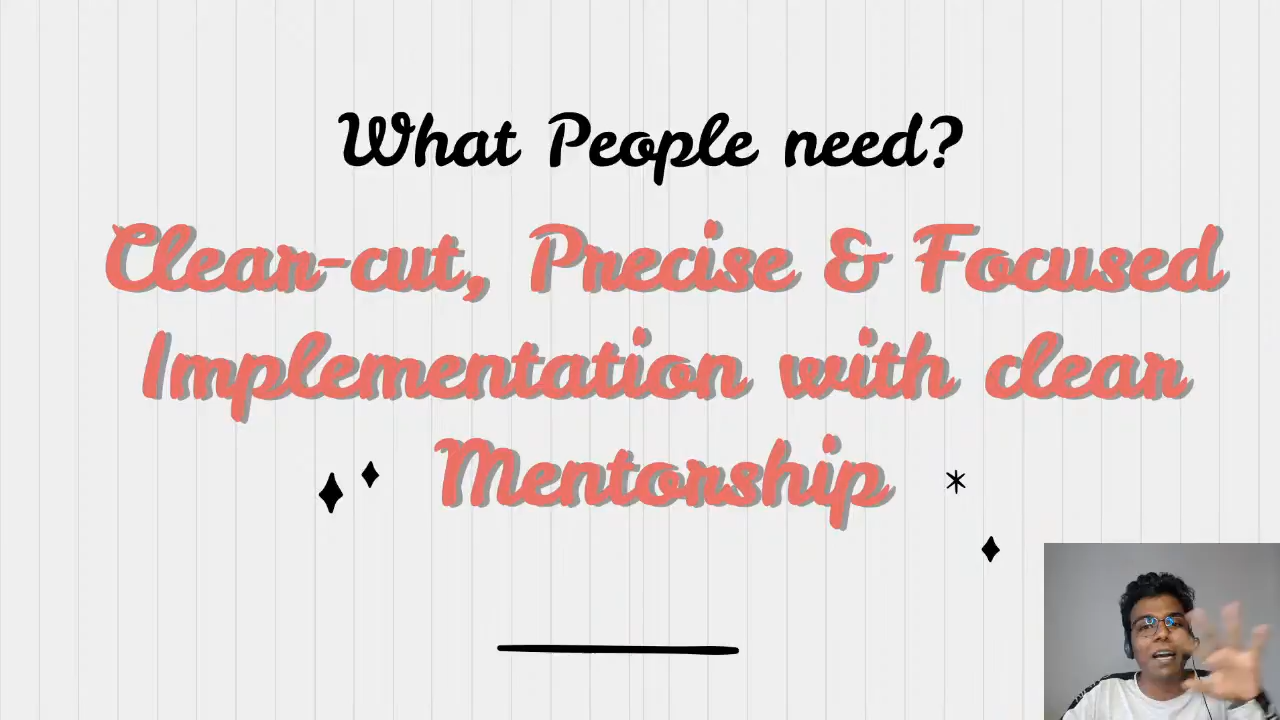 What People need?
Clear-cut, Precise & Focused
Implementation with clear
Mentorship